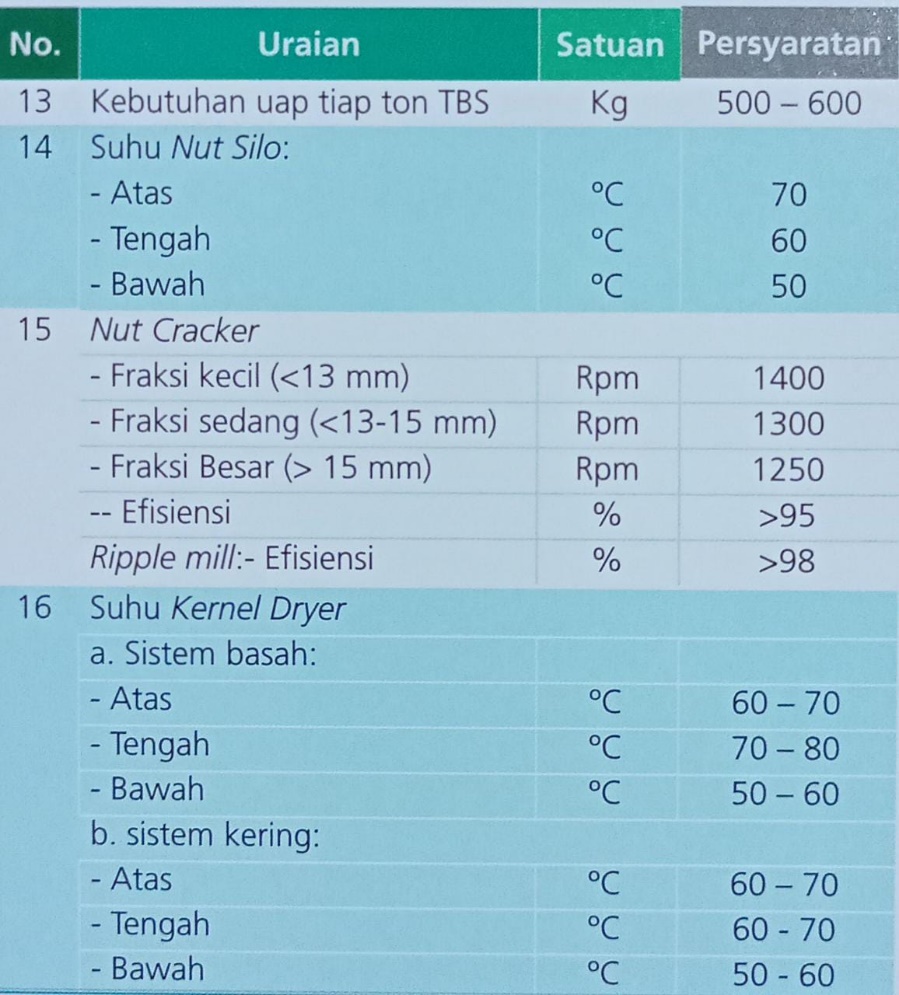 No. Uraian Satuan Persyaratan
13 Kebutuhan uap tiap ton TBS Kg 500 – 600
14 Suhu Nut Silo:
- Atas °C 70
- Tengah °C 60
- Bawah °C 50
15 Nut Cracker
- Fraksi kecil (<13 mm) Rpm 1400
- Fraksi sedang (<13-15 mm) Rpm 1300
- Fraksi Besar (> 15 mm) Rpm 1250
-- Efisiensi % >95
Ripple mill:- Efisiensi % >98
16 Suhu Kernel Dryer
a. Sistem basah:
- Atas °C 60 – 70
- Tengah °C 70 – 80
- Bawah °C 50 – 60
b. sistem kering:
- Atas °C 60 – 70
- Tengah °C 60 - 70
- Bawah °C 50 - 60